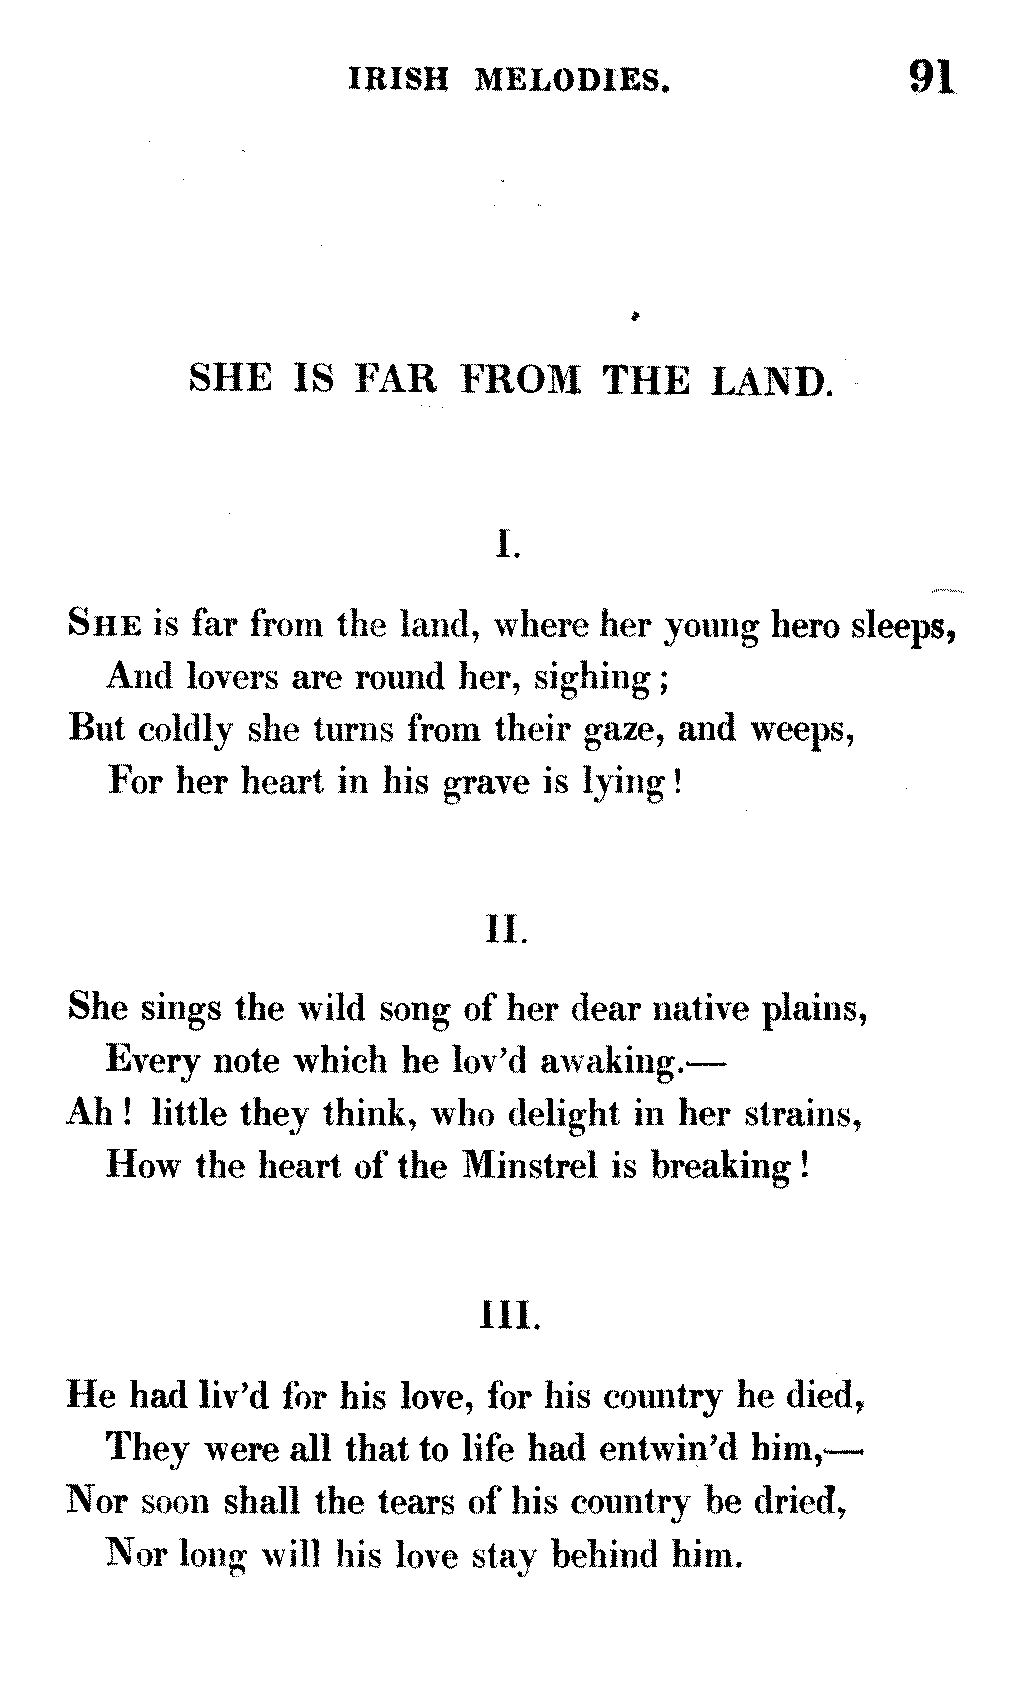 IRISH MELODIES. 91
SHE IS FAR FROM THE LAND.
I.
SHE is far from the land, where her young hero sleeps,
And lovers are round her, sighing ;
But coldly she turns from their gaze, and weeps,
For her heart in his grave is lying !
II.
She sings the wild song of her dear native plains,
Every note which he lov'd awaking.—
Ah ! little they think, who delight in her strains,
How the heart of the Minstrel is breaking !
III.
He had liv'd for his love, for his country he died,
They were all that to life had entwin'd him,—
Nor soon shall the tears of his country be dried,
Nor long will his love stay behind him.